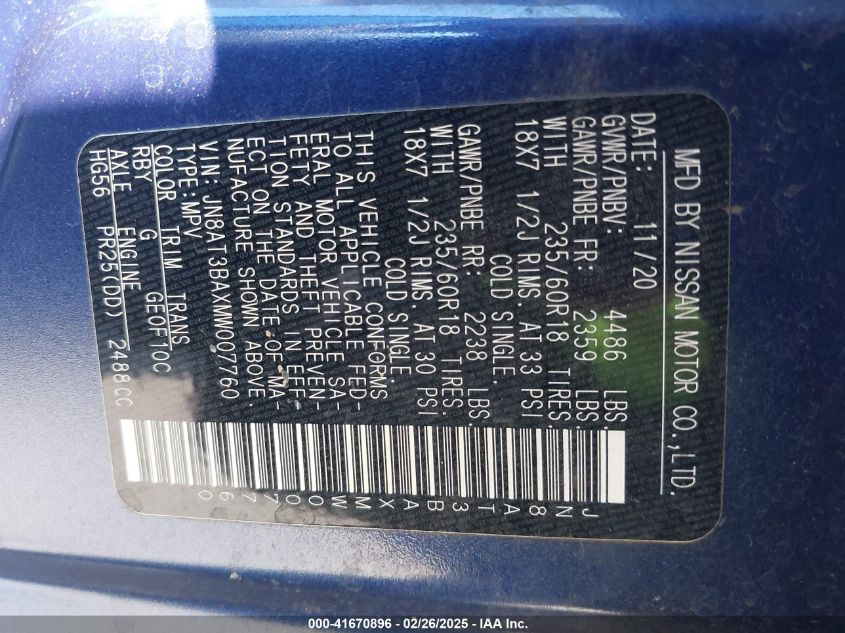 MFD BY NISSAN MOTOR CO.,LTD.
DATE: 11/20
GVWR/PNBV: 4486 LBS
GAWR/PNBE FR: 2359 LBS.
WITH 235/60R18 TIRES.
18X7 1/2J RIMS. AT 33 PSI
COLD SINGLE.
GAWR/PNBE RR: 2238 LBS.
WITH 235/60R18 TIRES.
18X7 1/2J RIMS. AT 30 PSI
COLD SINGLE.
THIS VEHICLE CONFORMS
TO ALL APPLICABLE FED-
ERAL MOTOR VEHICLE SA-
FETY AND THEFT PREVEN-
TION STANDARDS IN EFF-
ECT ON THE DATE OF MA-
NUFACTURE SHOWN ABOVE.
VIN: JN8AT3BAXMW007760
TYPE: MPV
COLOR TRIM TRANS
RBY G GE0F10C
AXLE ENGINE
HG56 PR25(DD) 2488CC
JN8AT3BAXMW007760
000-41670896 - 02/26/2025 - IAA Inc.